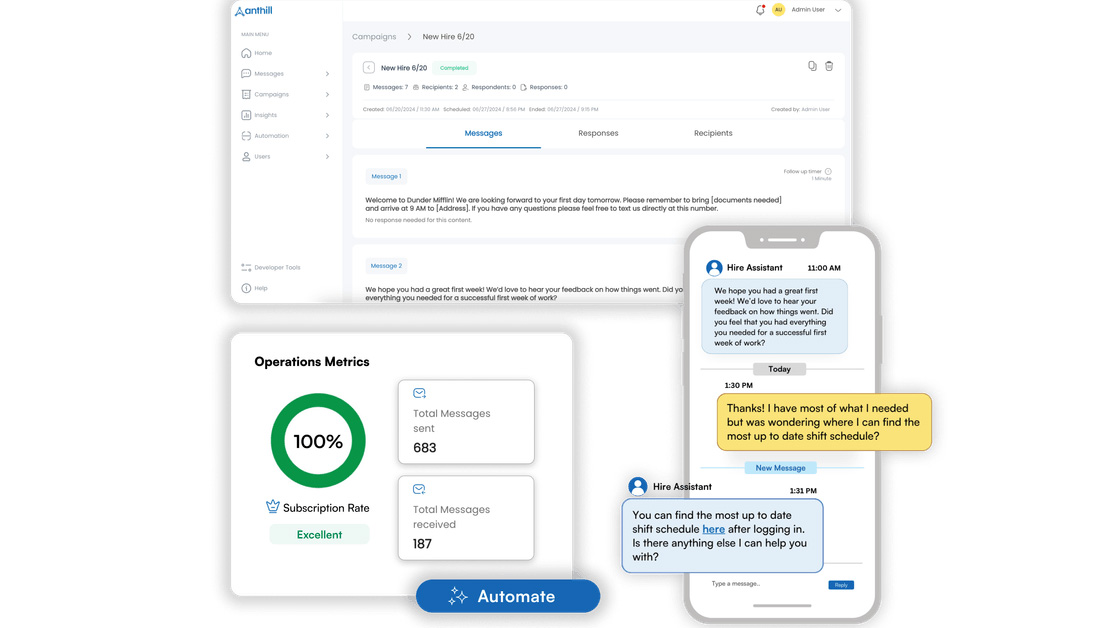 anthill
AU Admin User
MAIN MENU
Home
Messages
Campaigns
Insights
Automation
Users
Developer Tools
Help
Campaigns > New Hire 6/20
New Hire 6/20 Completed
Messages: 7 Recipients: 2 Respondents: 0 Responses: 0
Created: 06/20/2024 / 11:30 AM Scheduled: 06/27/2024 / 8:56 PM Ended: 06/27/2024 / 9:15 PM Created by: Admin User
Messages Responses Recipients
Message 1
Follow up timer
1 Minute
Welcome to Dunder Mifflin! We are looking forward to your first day tomorrow. Please remember to bring [documents needed]
and arrive at 9 AM to [Address]. If you have any questions please feel free to text us directly at this number.
No response needed for this content.
Message 2
We hope you had a great first week! We'd love to hear your feedback on how things went. Did yo
everything you needed for a successful first week of work?
Hire Assistant 11:00 AM
We hope you had a great first
week! We'd love to hear your
feedback on how things went. Did
you feel that you had everything
you needed for a successful first
week of work?
Today
1:30 PM
Thanks! I have most of what I needed
but was wondering where I can find the
most up to date shift schedule?
New Message
Hire Assistant
1:31 PM
You can find the most up to date
shift schedule here after logging in.
Is there anything else I can help you
with?
Type a message..
Reply
Operations Metrics
100%
Subscription Rate
Excellent
Total Messages
sent
683
Total Messages
received
187
Automate